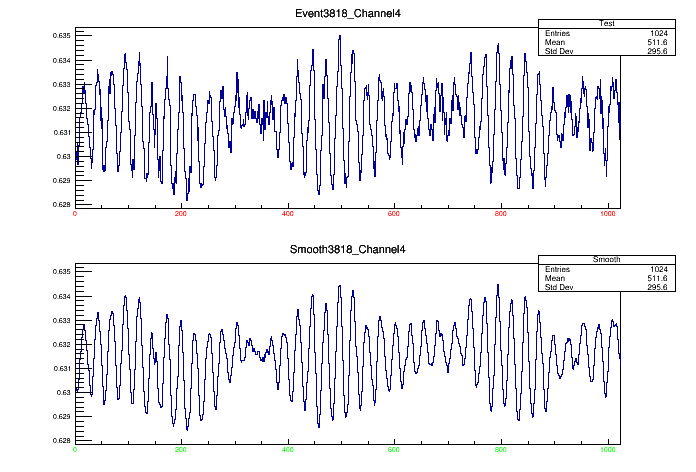 Event3818_Channel4
Test
Entries 1024
Mean 511.6
Std Dev 295.6
0.635
0.634
0.633
0.632
0.631
0.63
0.629
0.628
0 200 400 600 800 1000
Smooth3818_Channel4
Smooth
Entries 1024
Mean 511.6
Std Dev 295.6
0.635
0.634
0.633
0.632
0.631
0.63
0.629
0.628
0 200 400 600 800 1000